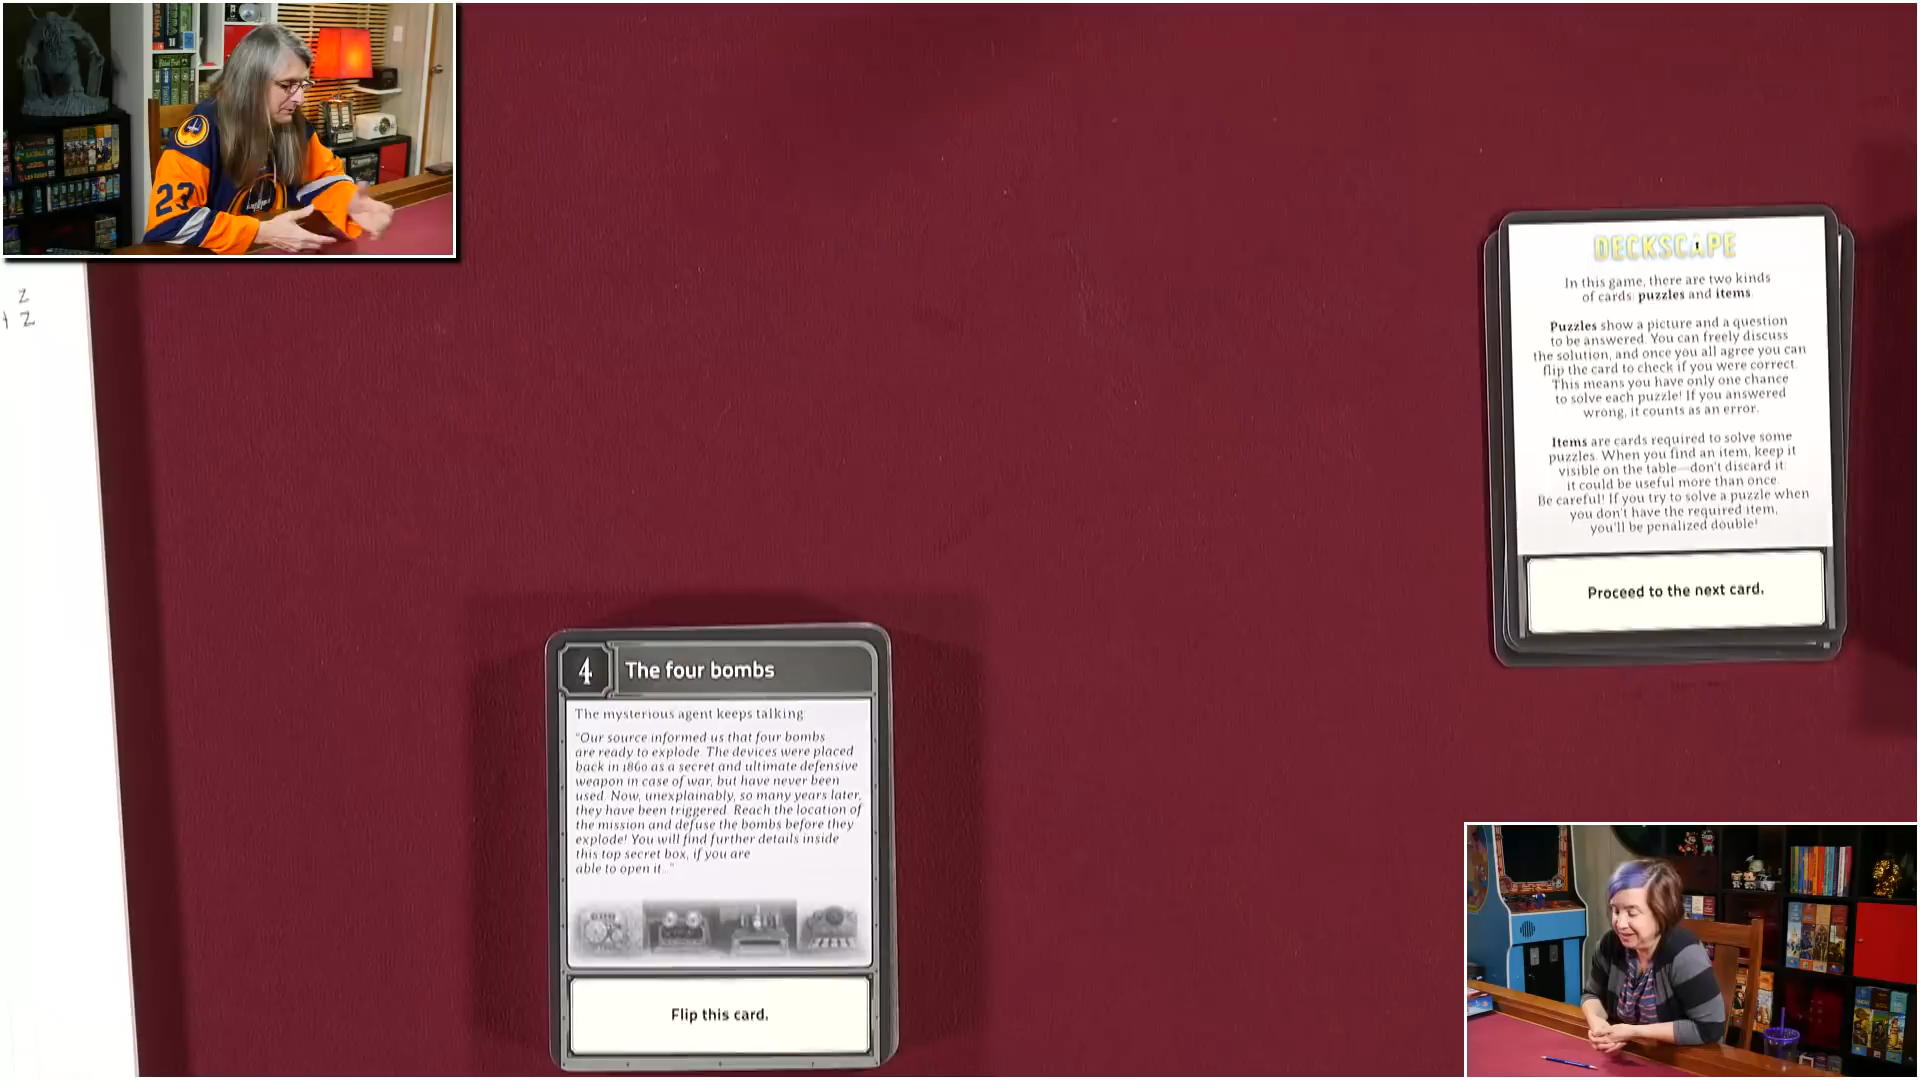 23
Z
Z
DECKSCAPE
In this game, there are two kinds
of cards: puzzles and items.
Puzzles show a picture and a question
to be answered. You can freely discuss
the solution, and once you all agree you can
flip the card to check if you were correct.
This means you have only one chance
to solve each puzzle! If you answered
wrong, it counts as an error.
Items are cards required to solve some
puzzles. When you find an item, keep it
visible on the table—don't discard it:
it could be useful more than once.
Be careful! If you try to solve a puzzle when
you don't have the required item,
you'll be penalized double!
Proceed to the next card.
4
The four bombs
The mysterious agent keeps talking
"Our source informed us that four bombs
are ready to explode. The devices were placed
back in 1860 as a secret and ultimate defensive
weapon in case of war, but have never been
used. Now, unexplainably, so many years later,
they have been triggered. Reach the location of
the mission and defuse the bombs before they
explode! You will find further details inside
this top secret box, if you are
able to open it..."
Flip this card.